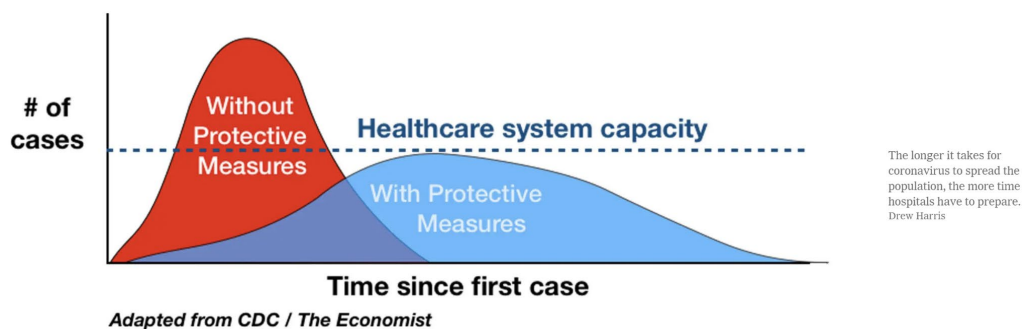 # of
cases
Without
Protective
Measures
Healthcare system capacity
With Protective
Measures
Time since first case
Adapted from CDC / The Economist
The longer it takes for
coronavirus to spread the
population, the more time
hospitals have to prepare.
Drew Harris